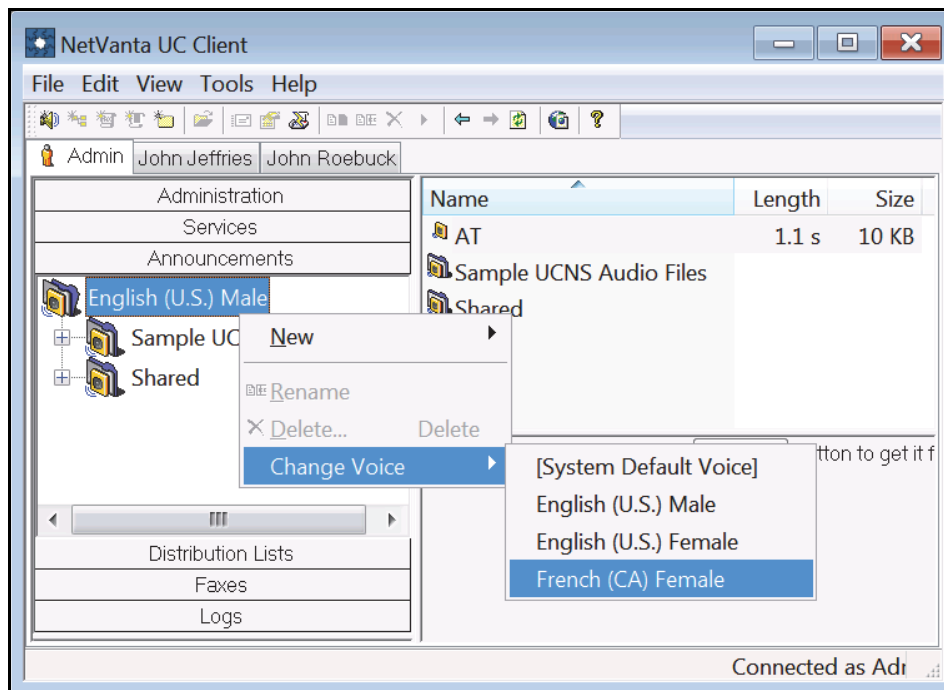 NetVanta UC Client
File Edit View Tools Help
Admin John Jeffries John Roebuck
Administration
Services
Announcements
English (U.S.) Male
Sample UC
Shared
Distribution Lists
Faxes
Logs
Name Length Size
AT 1.1 s 10 KB
Sample UCNS Audio Files
Shared
New
Rename
Delete... Delete
Change Voice
[System Default Voice]
English (U.S.) Male
English (U.S.) Female
French (CA) Female
tton to get it f
Connected as Adr